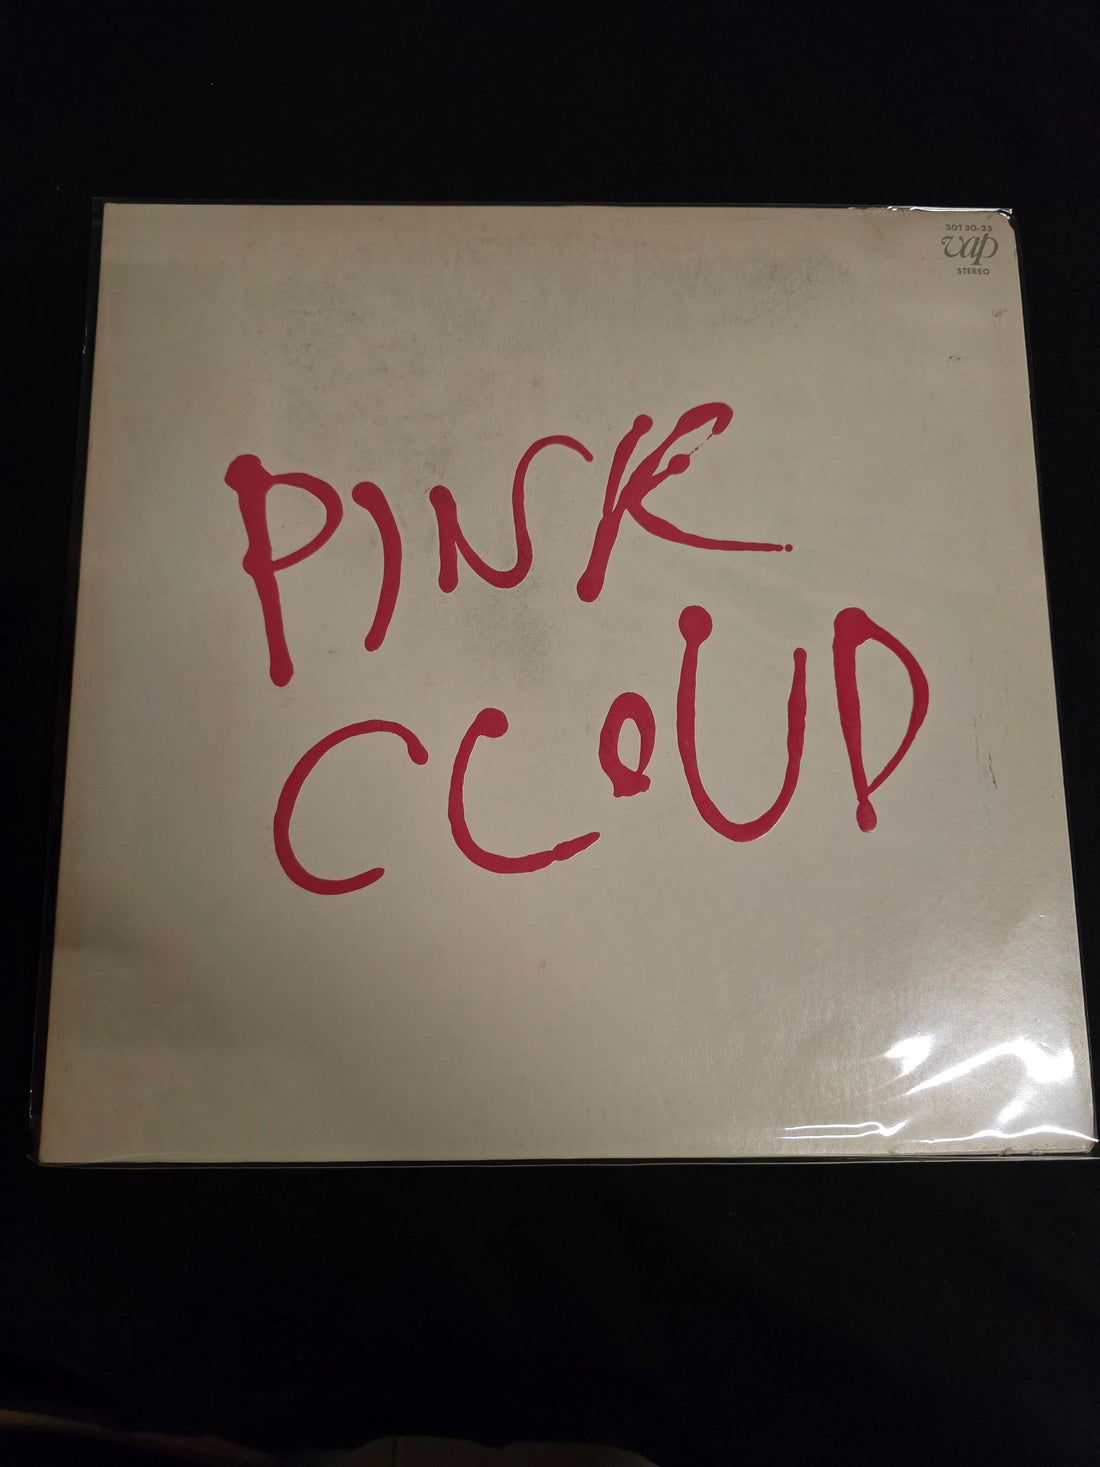 30130-25
vap
STEREO
PINK
CLOUD